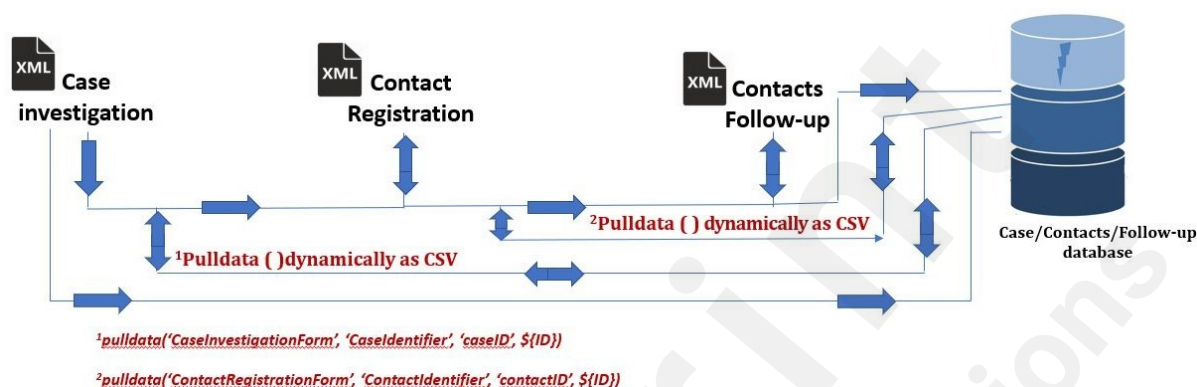 XML
Case
investigation
XML
Contact
Registration
XML
Contacts
Follow-up
²Pulldata ( ) dynamically as CSV
¹Pulldata ( )dynamically as CSV
Case/Contacts/Follow-up
database
¹pulldata(‘CaseInvestigationForm’, ‘CaseIdentifier’, ‘caseID’, ${ID})
²pulldata(‘ContactRegistrationForm’, ‘ContactIdentifier’, ‘contactID’, ${ID})